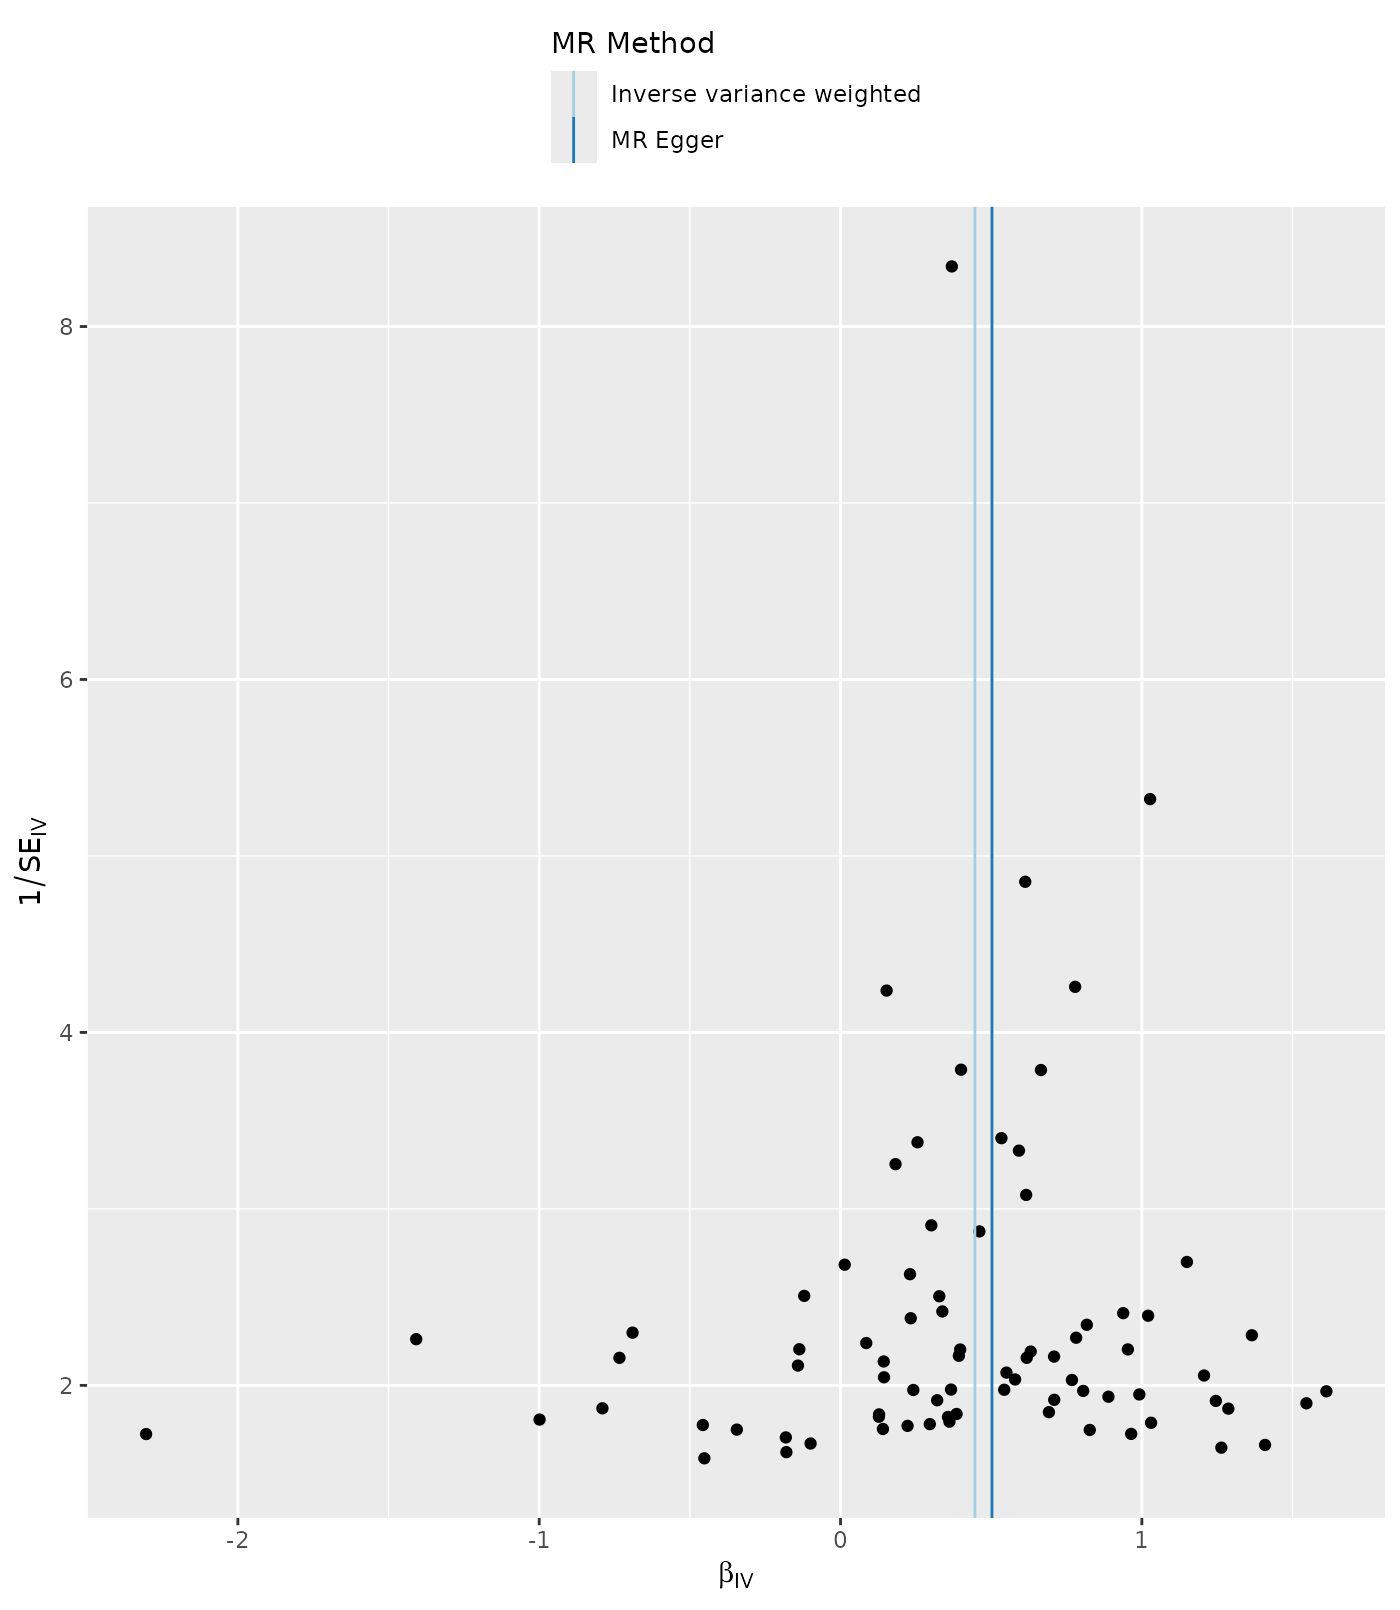 MR Method
Inverse variance weighted
MR Egger
8
6
4
2
1/SE_IV
-2
-1
0
1
β_IV